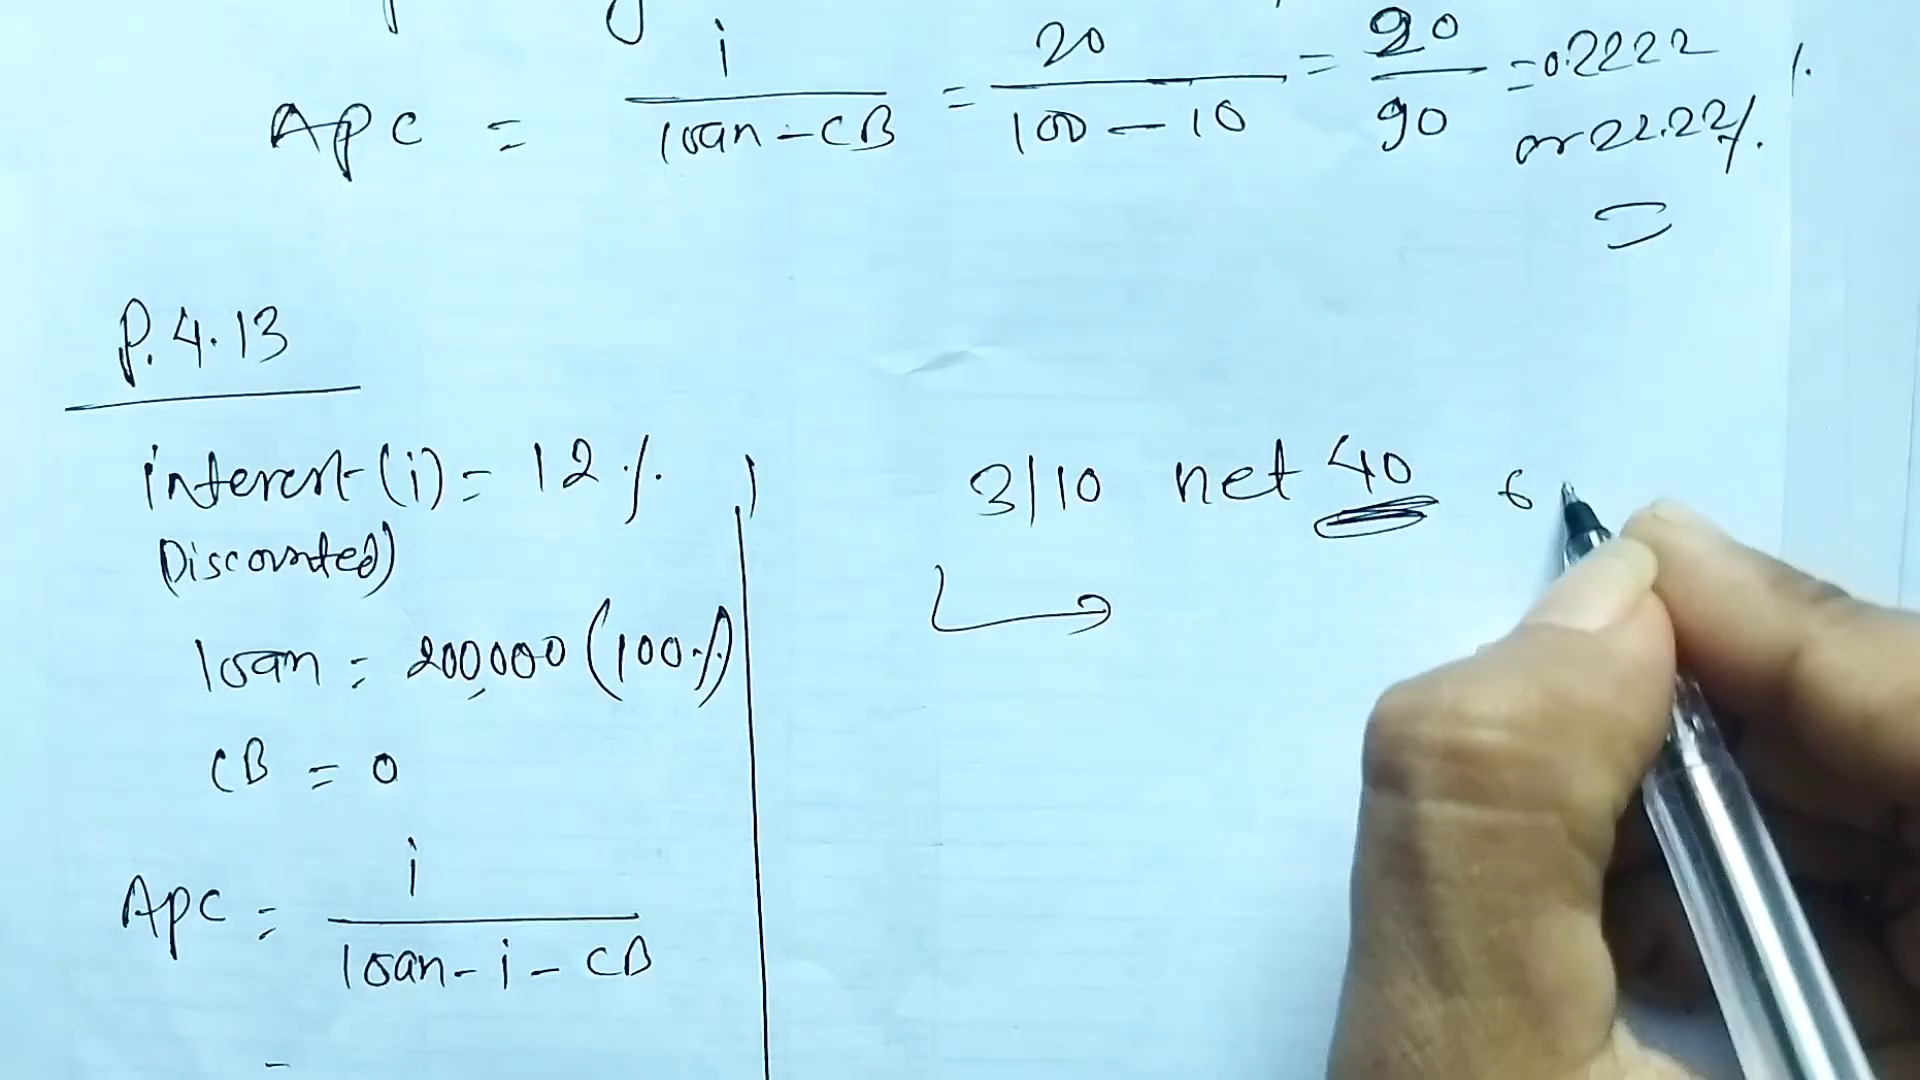 Apc = i / loan - CB = 20 / 100 - 10 = 20 / 90 = 0.2222 or 22.22%.
P. 4.13
interest (i) = 12 %.
(Discounted)
loan = 200,000 (100%)
CB = 0
Apc = i / loan - i - CB
=
3/10 net 40 6